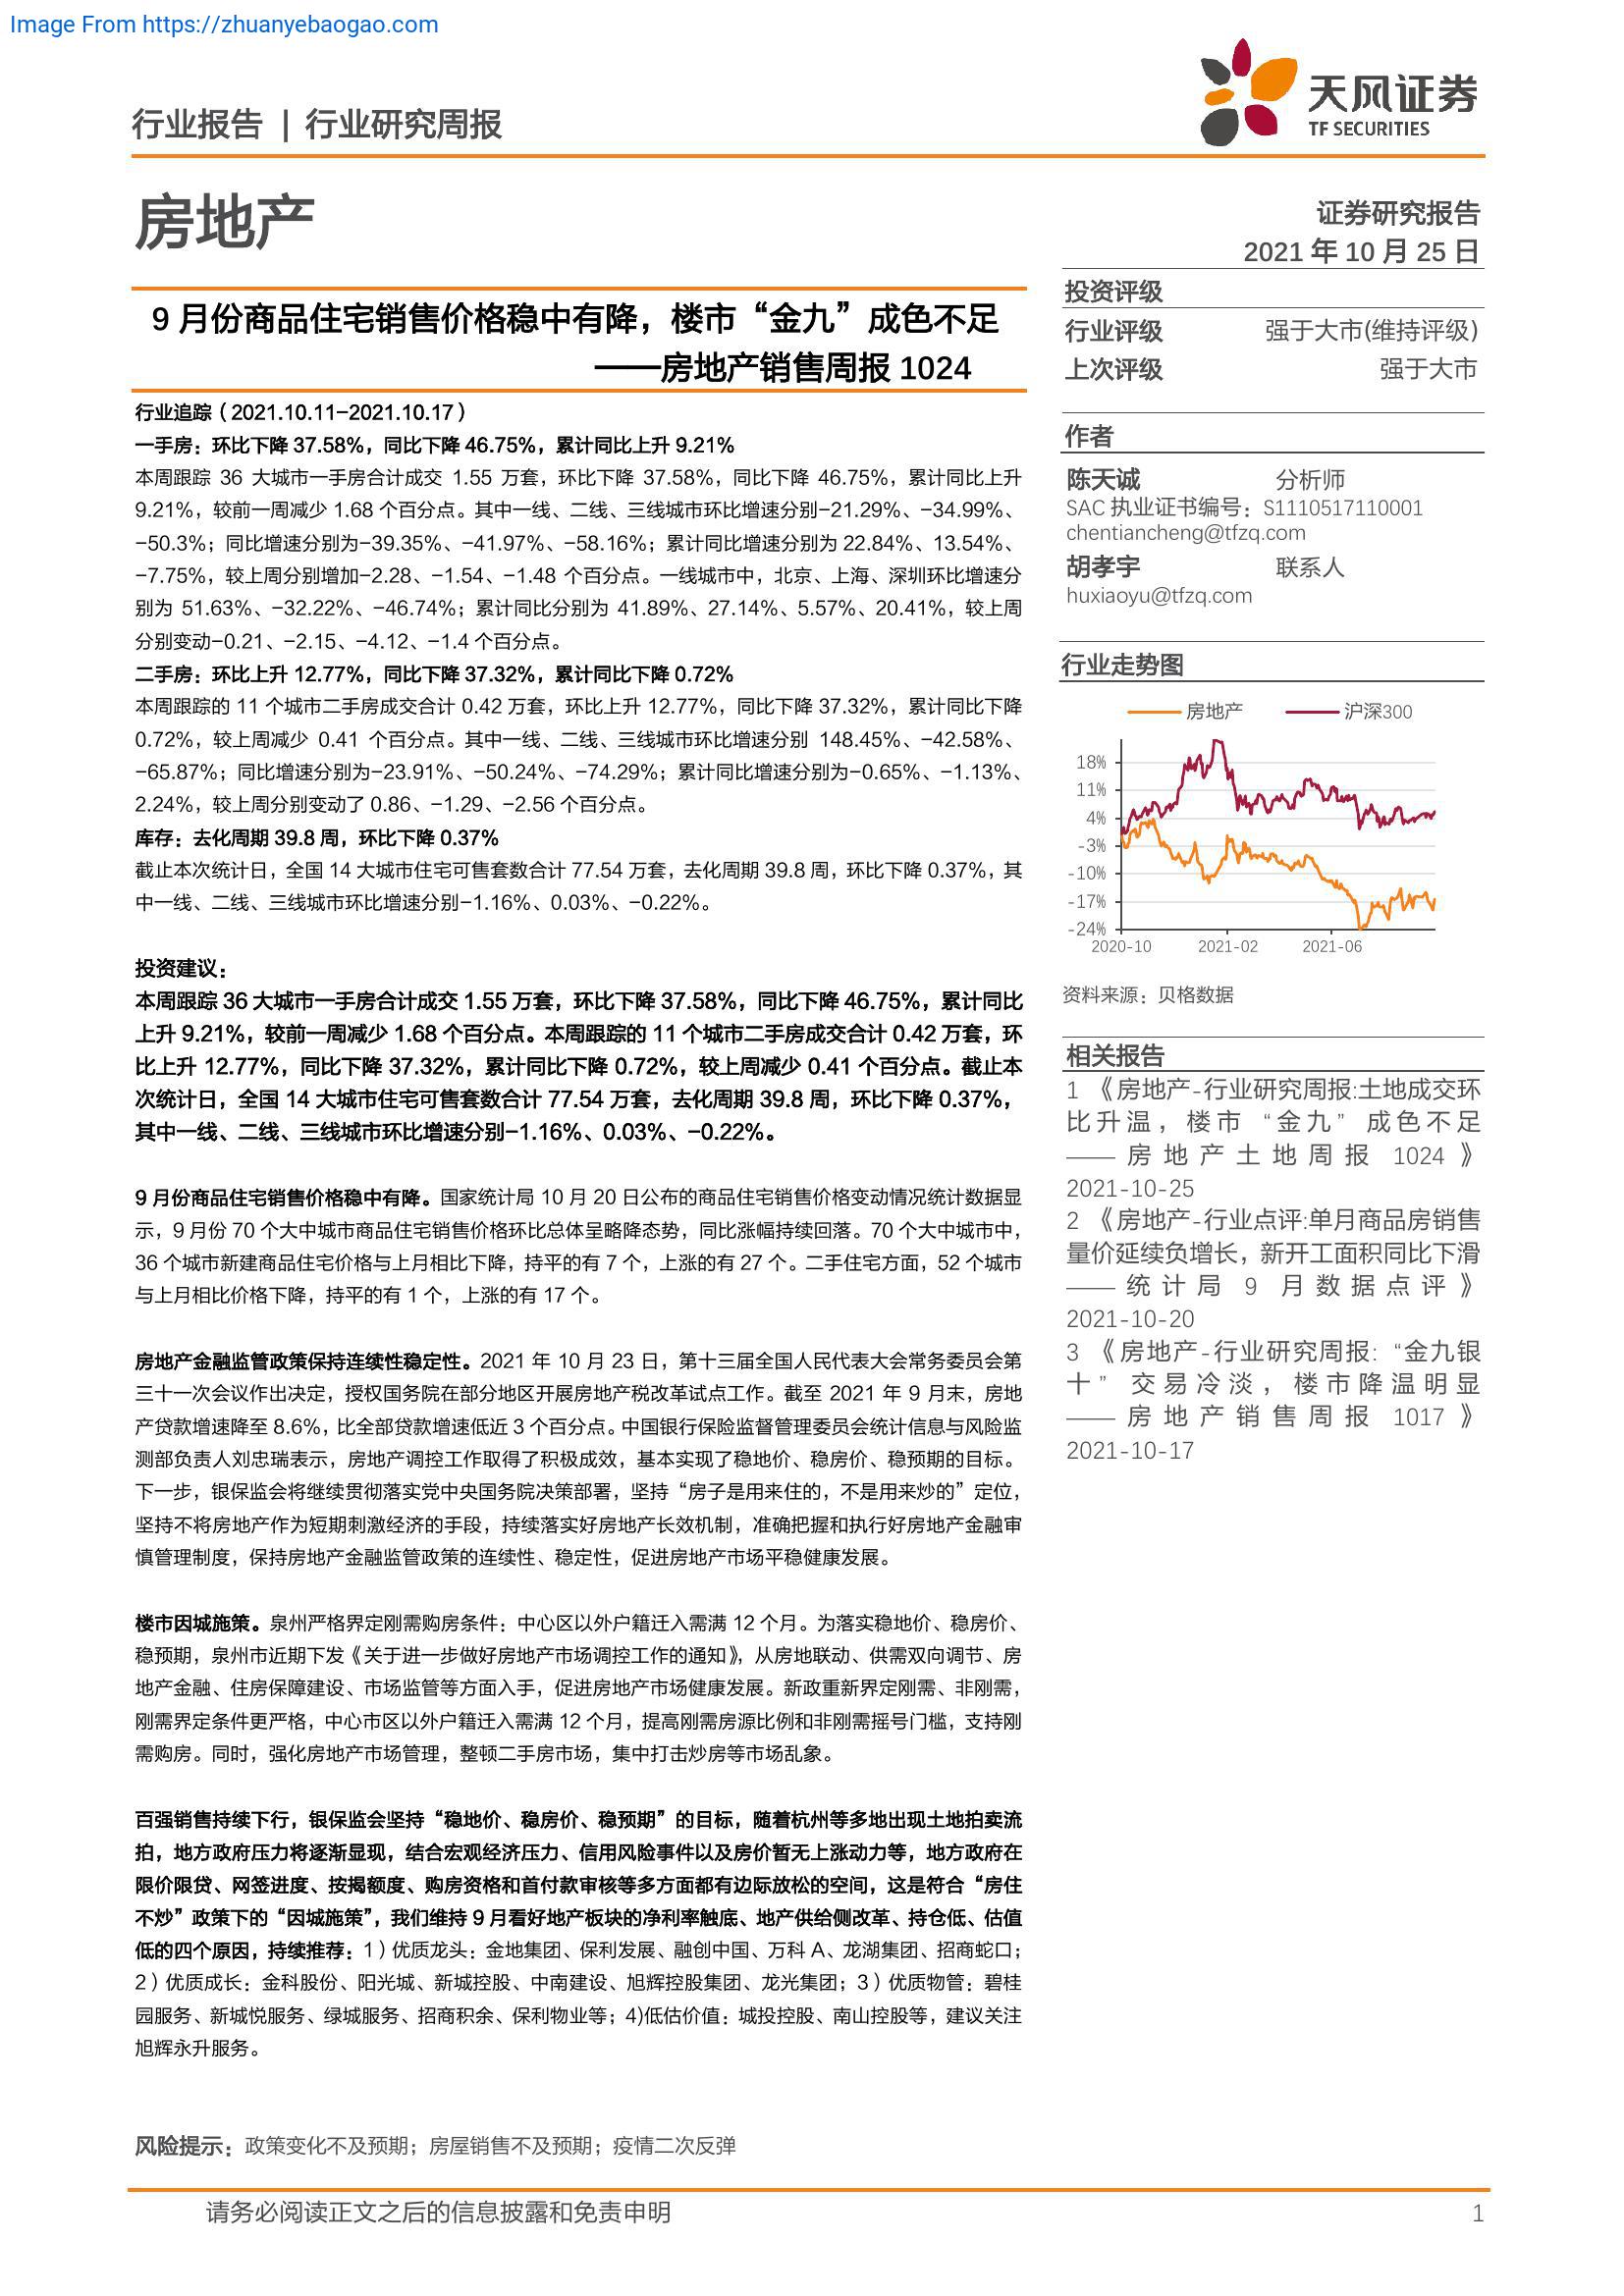 Image From https://zhuanyebaogao.com
行业报告 | 行业研究周报
天风证券
TF SECURITIES
房地产
证券研究报告
2021 年 10 月 25 日
9 月份商品住宅销售价格稳中有降，楼市“金九”成色不足
——房地产销售周报 1024
行业追踪（2021.10.11-2021.10.17）
一手房：环比下降 37.58%，同比下降 46.75%，累计同比上升 9.21%
本周跟踪 36 大城市一手房合计成交 1.55 万套，环比下降 37.58%，同比下降 46.75%，累计同比上升
9.21%，较前一周减少 1.68 个百分点。其中一线、二线、三线城市环比增速分别-21.29%、-34.99%、
-50.3%；同比增速分别为-39.35%、-41.97%、-58.16%；累计同比增速分别为 22.84%、13.54%、
-7.75%，较上周分别增加-2.28、-1.54、-1.48 个百分点。一线城市中，北京、上海、深圳环比增速分
别为 51.63%、-32.22%、-46.74%；累计同比分别为 41.89%、27.14%、5.57%、20.41%，较上周
分别变动-0.21、-2.15、-4.12、-1.4 个百分点。
二手房：环比上升 12.77%，同比下降 37.32%，累计同比下降 0.72%
本周跟踪的 11 个城市二手房成交合计 0.42 万套，环比上升 12.77%，同比下降 37.32%，累计同比下降
0.72%，较上周减少 0.41 个百分点。其中一线、二线、三线城市环比增速分别 148.45%、-42.58%、
-65.87%；同比增速分别为-23.91%、-50.24%、-74.29%；累计同比增速分别为-0.65%、-1.13%、
2.24%，较上周分别变动了 0.86、-1.29、-2.56 个百分点。
库存：去化周期 39.8 周，环比下降 0.37%
截止本次统计日，全国 14 大城市住宅可售套数合计 77.54 万套，去化周期 39.8 周，环比下降 0.37%，其
中一线、二线、三线城市环比增速分别-1.16%、0.03%、-0.22%。
投资建议：
本周跟踪 36 大城市一手房合计成交 1.55 万套，环比下降 37.58%，同比下降 46.75%，累计同比
上升 9.21%，较前一周减少 1.68 个百分点。本周跟踪的 11 个城市二手房成交合计 0.42 万套，环
比上升 12.77%，同比下降 37.32%，累计同比下降 0.72%，较上周减少 0.41 个百分点。截止本
次统计日，全国 14 大城市住宅可售套数合计 77.54 万套，去化周期 39.8 周，环比下降 0.37%，
其中一线、二线、三线城市环比增速分别-1.16%、0.03%、-0.22%。
9 月份商品住宅销售价格稳中有降。国家统计局 10 月 20 日公布的商品住宅销售价格变动情况统计数据显
示，9 月份 70 个大中城市商品住宅销售价格环比总体呈略降态势，同比涨幅持续回落。70 个大中城市中，
36 个城市新建商品住宅价格与上月相比下降，持平的有 7 个，上涨的有 27 个。二手住宅方面，52 个城市
与上月相比价格下降，持平的有 1 个，上涨的有 17 个。
房地产金融监管政策保持连续性稳定性。2021 年 10 月 23 日，第十三届全国人民代表大会常务委员会第
三十一次会议作出决定，授权国务院在部分地区开展房地产税改革试点工作。截至 2021 年 9 月末，房地
产贷款增速降至 8.6%，比全部贷款增速低近 3 个百分点。中国银行保险监督管理委员会统计信息与风险监
测部负责人刘忠瑞表示，房地产调控工作取得了积极成效，基本实现了稳地价、稳房价、稳预期的目标。
下一步，银保监会将继续贯彻落实党中央国务院决策部署，坚持“房子是用来住的，不是用来炒的”定位，
坚持不将房地产作为短期刺激经济的手段，持续落实好房地产长效机制，准确把握和执行好房地产金融审
慎管理制度，保持房地产金融监管政策的连续性、稳定性，促进房地产市场平稳健康发展。
楼市因城施策。泉州严格界定刚需购房条件：中心区以外户籍迁入需满 12 个月。为落实稳地价、稳房价、
稳预期，泉州市近期下发《关于进一步做好房地产市场调控工作的通知》，从房地联动、供需双向调节、房
地产金融、住房保障建设、市场监管等方面入手，促进房地产市场健康发展。新政重新界定刚需、非刚需，
刚需界定条件更严格，中心市区以外户籍迁入需满 12 个月，提高刚需房源比例和非刚需摇号门槛，支持刚
需购房。同时，强化房地产市场管理，整顿二手房市场，集中打击炒房等市场乱象。
百强销售持续下行，银保监会坚持“稳地价、稳房价、稳预期”的目标，随着杭州等多地出现土地拍卖流
拍，地方政府压力将逐渐显现，结合宏观经济压力、信用风险事件以及房价暂无上涨动力等，地方政府在
限价限贷、网签进度、按揭额度、购房资格和首付款审核等多方面都有边际放松的空间，这是符合“房住
不炒”政策下的“因城施策”，我们维持 9 月看好地产板块的净利率触底、地产供给侧改革、持仓低、估值
低的四个原因，持续推荐：1）优质龙头：金地集团、保利发展、融创中国、万科 A、龙湖集团、招商蛇口；
2）优质成长：金科股份、阳光城、新城控股、中南建设、旭辉控股集团、龙光集团；3）优质物管：碧桂
园服务、新城悦服务、绿城服务、招商积余、保利物业等；4)低估价值：城投控股、南山控股等，建议关注
旭辉永升服务。
风险提示：政策变化不及预期；房屋销售不及预期；疫情二次反弹
投资评级
行业评级 强于大市(维持评级)
上次评级 强于大市
作者
陈天诚 分析师
SAC 执业证书编号：S1110517110001
chentiancheng@tfzq.com
胡孝宇 联系人
huxiaoyu@tfzq.com
行业走势图
房地产 沪深300
18%
11%
4%
-3%
-10%
-17%
-24%
2020-10 2021-02 2021-06
资料来源：贝格数据
相关报告
1 《房地产-行业研究周报:土地成交环
比升温，楼市“金九”成色不足
——房地产土地周报 1024》
2021-10-25
2 《房地产-行业点评:单月商品房销售
量价延续负增长，新开工面积同比下滑
——统计局 9 月数据点评》
2021-10-20
3 《房地产-行业研究周报:“金九银
十”交易冷淡，楼市降温明显
——房地产销售周报 1017》
2021-10-17
请务必阅读正文之后的信息披露和免责申明 1